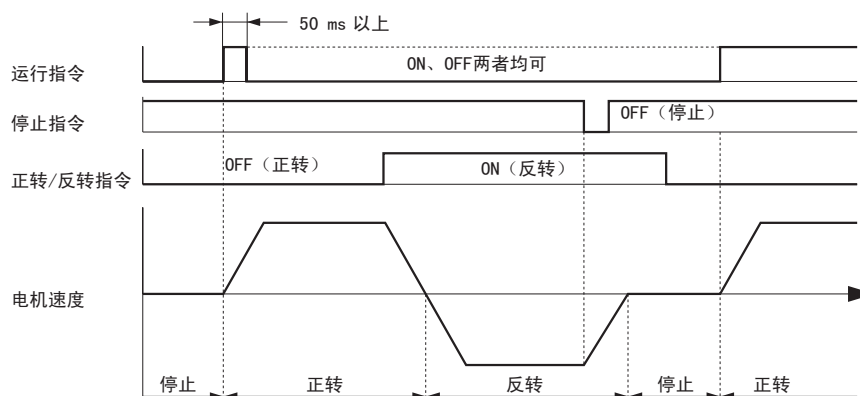 50 ms 以上
运行指令
ON、OFF两者均可
停止指令
OFF（停止）
正转/反转指令
OFF（正转）
ON（反转）
电机速度
停止
正转
反转
停止
正转